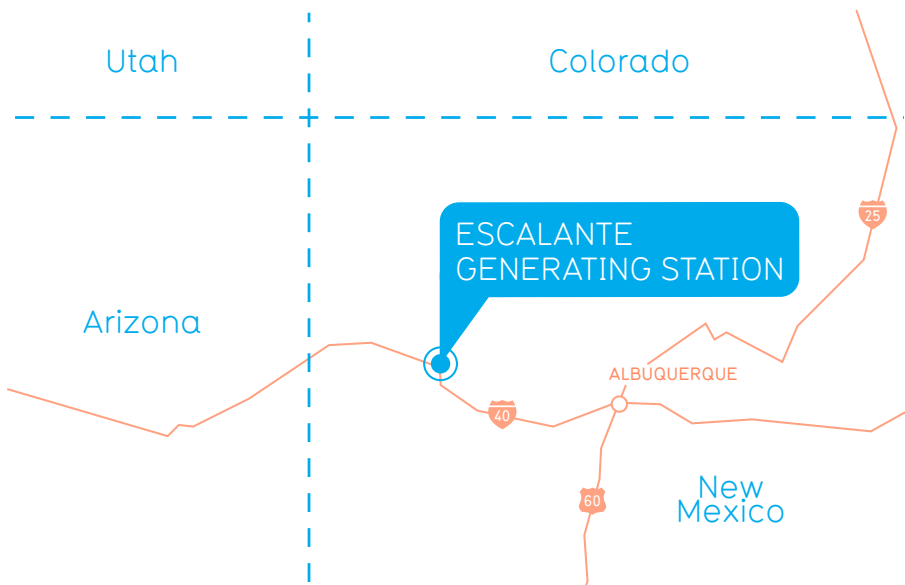 Utah
Colorado
25
ESCALANTE
GENERATING STATION
Arizona
ALBUQUERQUE
40
New
Mexico
60